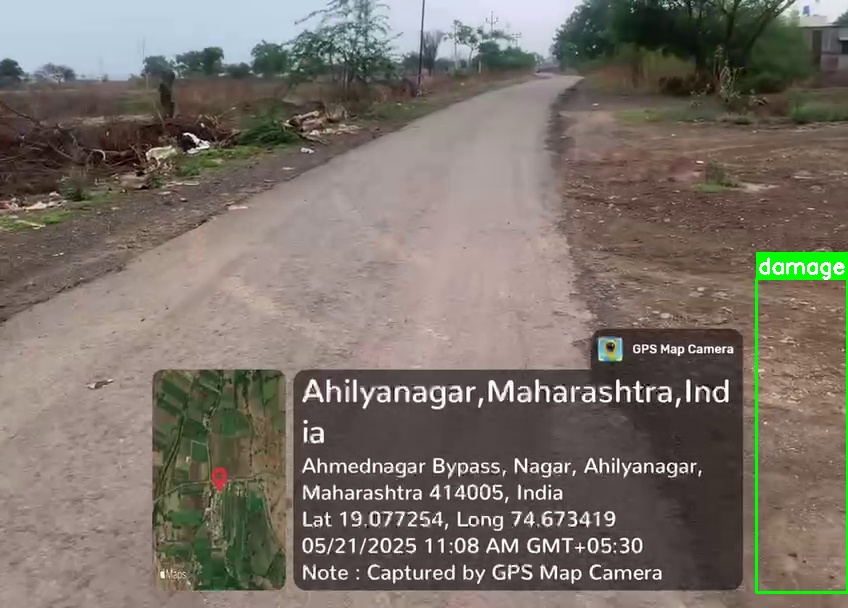 damage
GPS Map Camera
Ahilyanagar,Maharashtra,Ind
ia
Ahmednagar Bypass, Nagar, Ahilyanagar,
Maharashtra 414005, India
Lat 19.077254, Long 74.673419
05/21/2025 11:08 AM GMT+05:30
Note : Captured by GPS Map Camera
Maps